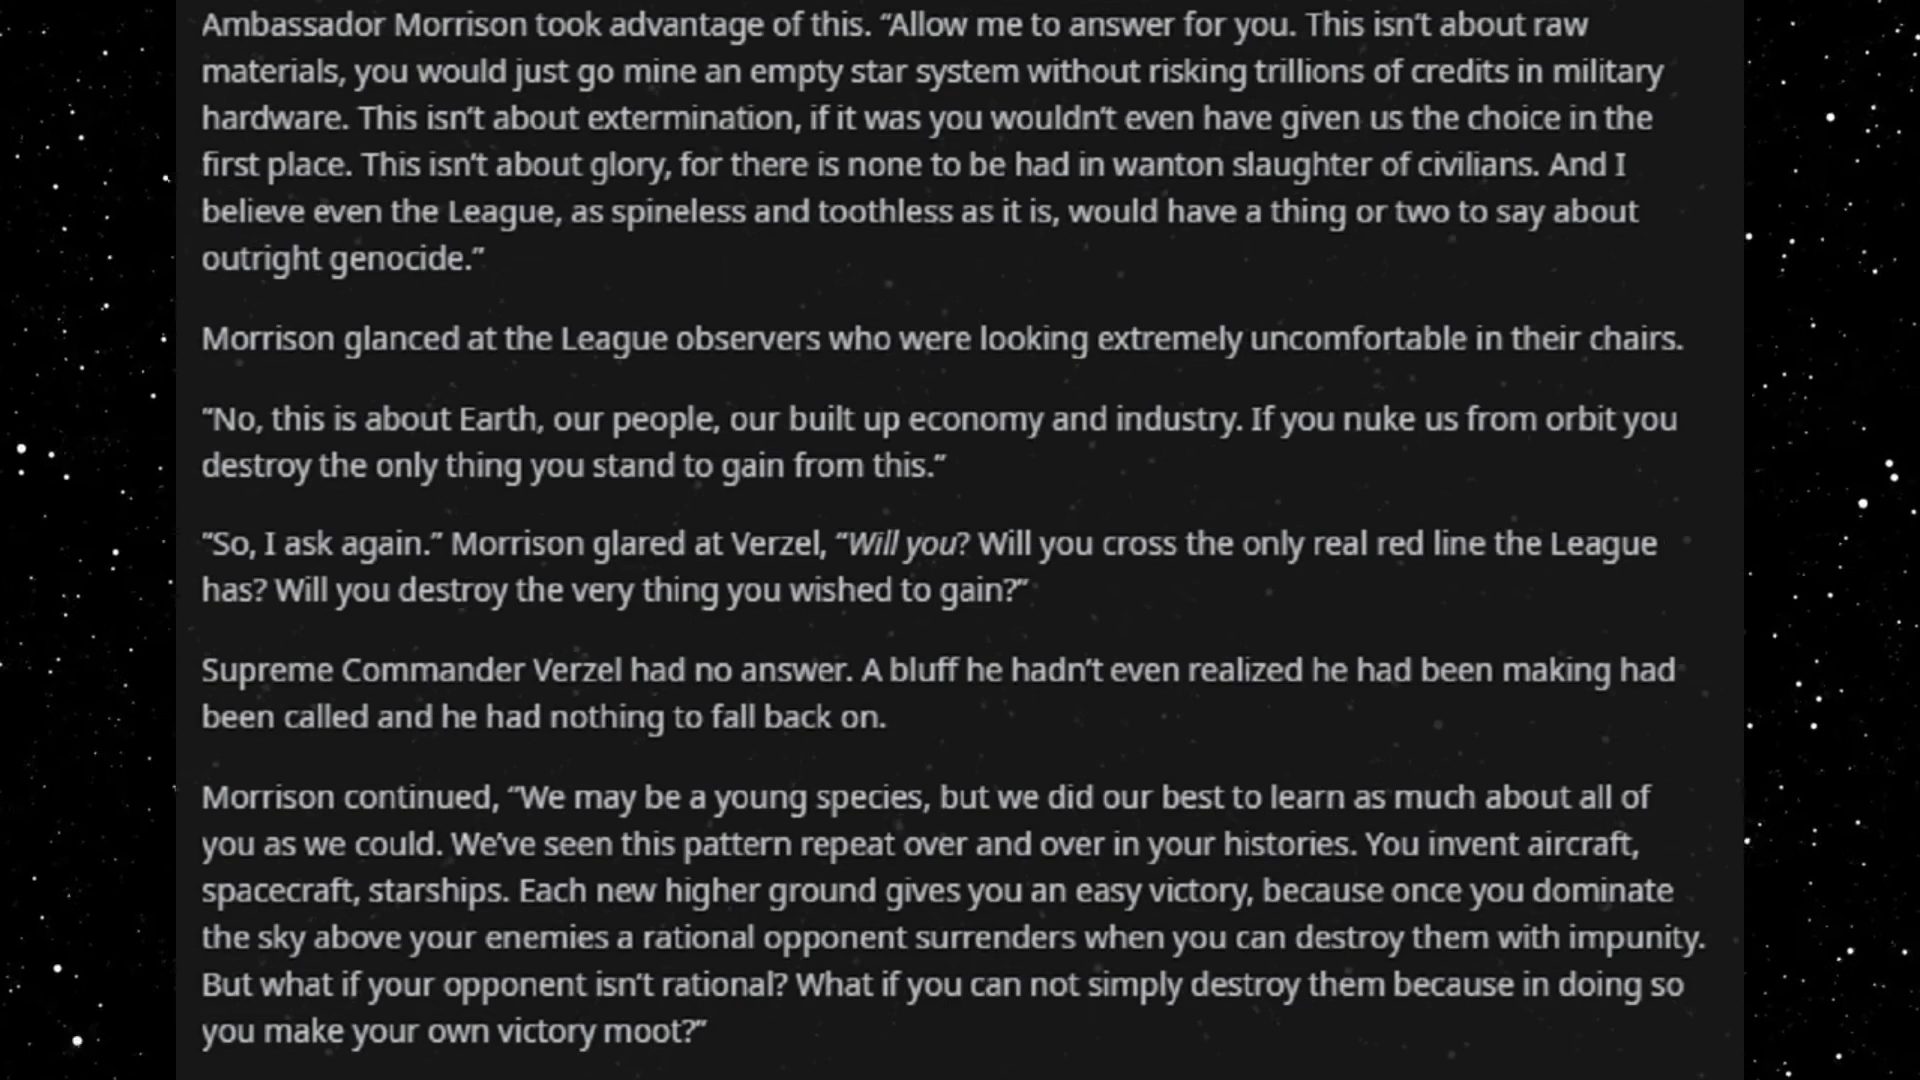 Ambassador Morrison took advantage of this. “Allow me to answer for you. This isn’t about raw
materials, you would just go mine an empty star system without risking trillions of credits in military
hardware. This isn’t about extermination, if it was you wouldn’t even have given us the choice in the
first place. This isn’t about glory, for there is none to be had in wanton slaughter of civilians. And I
believe even the League, as spineless and toothless as it is, would have a thing or two to say about
outright genocide.”
Morrison glanced at the League observers who were looking extremely uncomfortable in their chairs.
“No, this is about Earth, our people, our built up economy and industry. If you nuke us from orbit you
destroy the only thing you stand to gain from this.”
“So, I ask again.” Morrison glared at Verzel, “Will you? Will you cross the only real red line the League
has? Will you destroy the very thing you wished to gain?”
Supreme Commander Verzel had no answer. A bluff he hadn’t even realized he had been making had
been called and he had nothing to fall back on.
Morrison continued, “We may be a young species, but we did our best to learn as much about all of
you as we could. We’ve seen this pattern repeat over and over in your histories. You invent aircraft,
spacecraft, starships. Each new higher ground gives you an easy victory, because once you dominate
the sky above your enemies a rational opponent surrenders when you can destroy them with impunity.
But what if your opponent isn’t rational? What if you can not simply destroy them because in doing so
you make your own victory moot?”